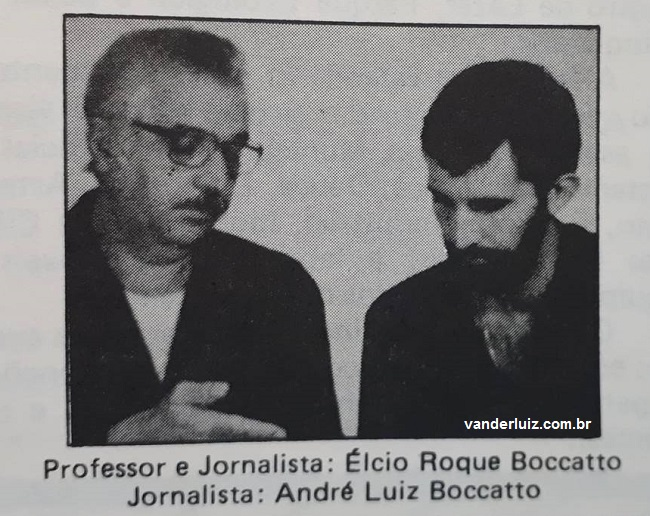 vanderluiz.com.br
Professor e Jornalista: Élcio Roque Boccatto
Jornalista: André Luiz Boccatto